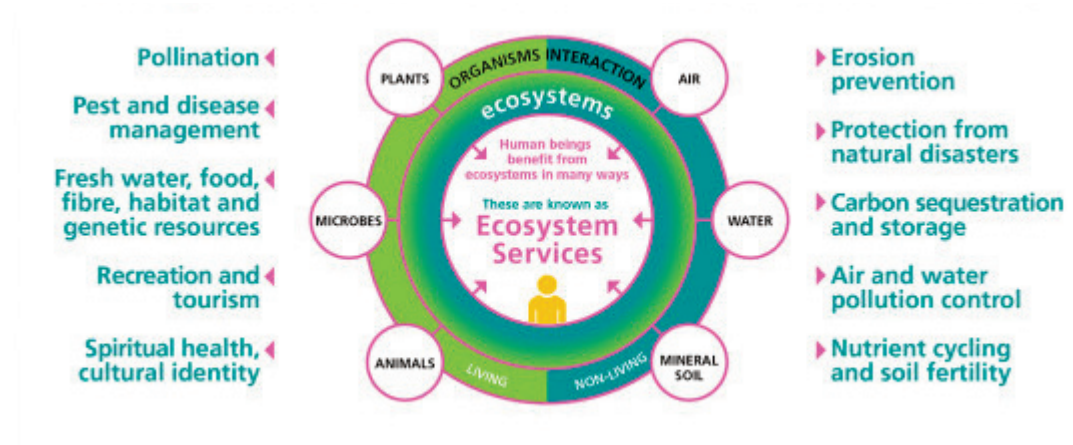 Pollination
Pest and disease
management
Fresh water, food,
fibre, habitat and
genetic resources
Recreation and
tourism
Spiritual health,
cultural identity
PLANTS
MICROBES
ANIMALS
ORGANISMS
INTERACTION
ecosystems
Human beings
benefit from
ecosystems in many ways
These are known as
Ecosystem
Services
LIVING
NON-LIVING
AIR
WATER
MINERAL
SOIL
Erosion
prevention
Protection from
natural disasters
Carbon sequestration
and storage
Air and water
pollution control
Nutrient cycling
and soil fertility